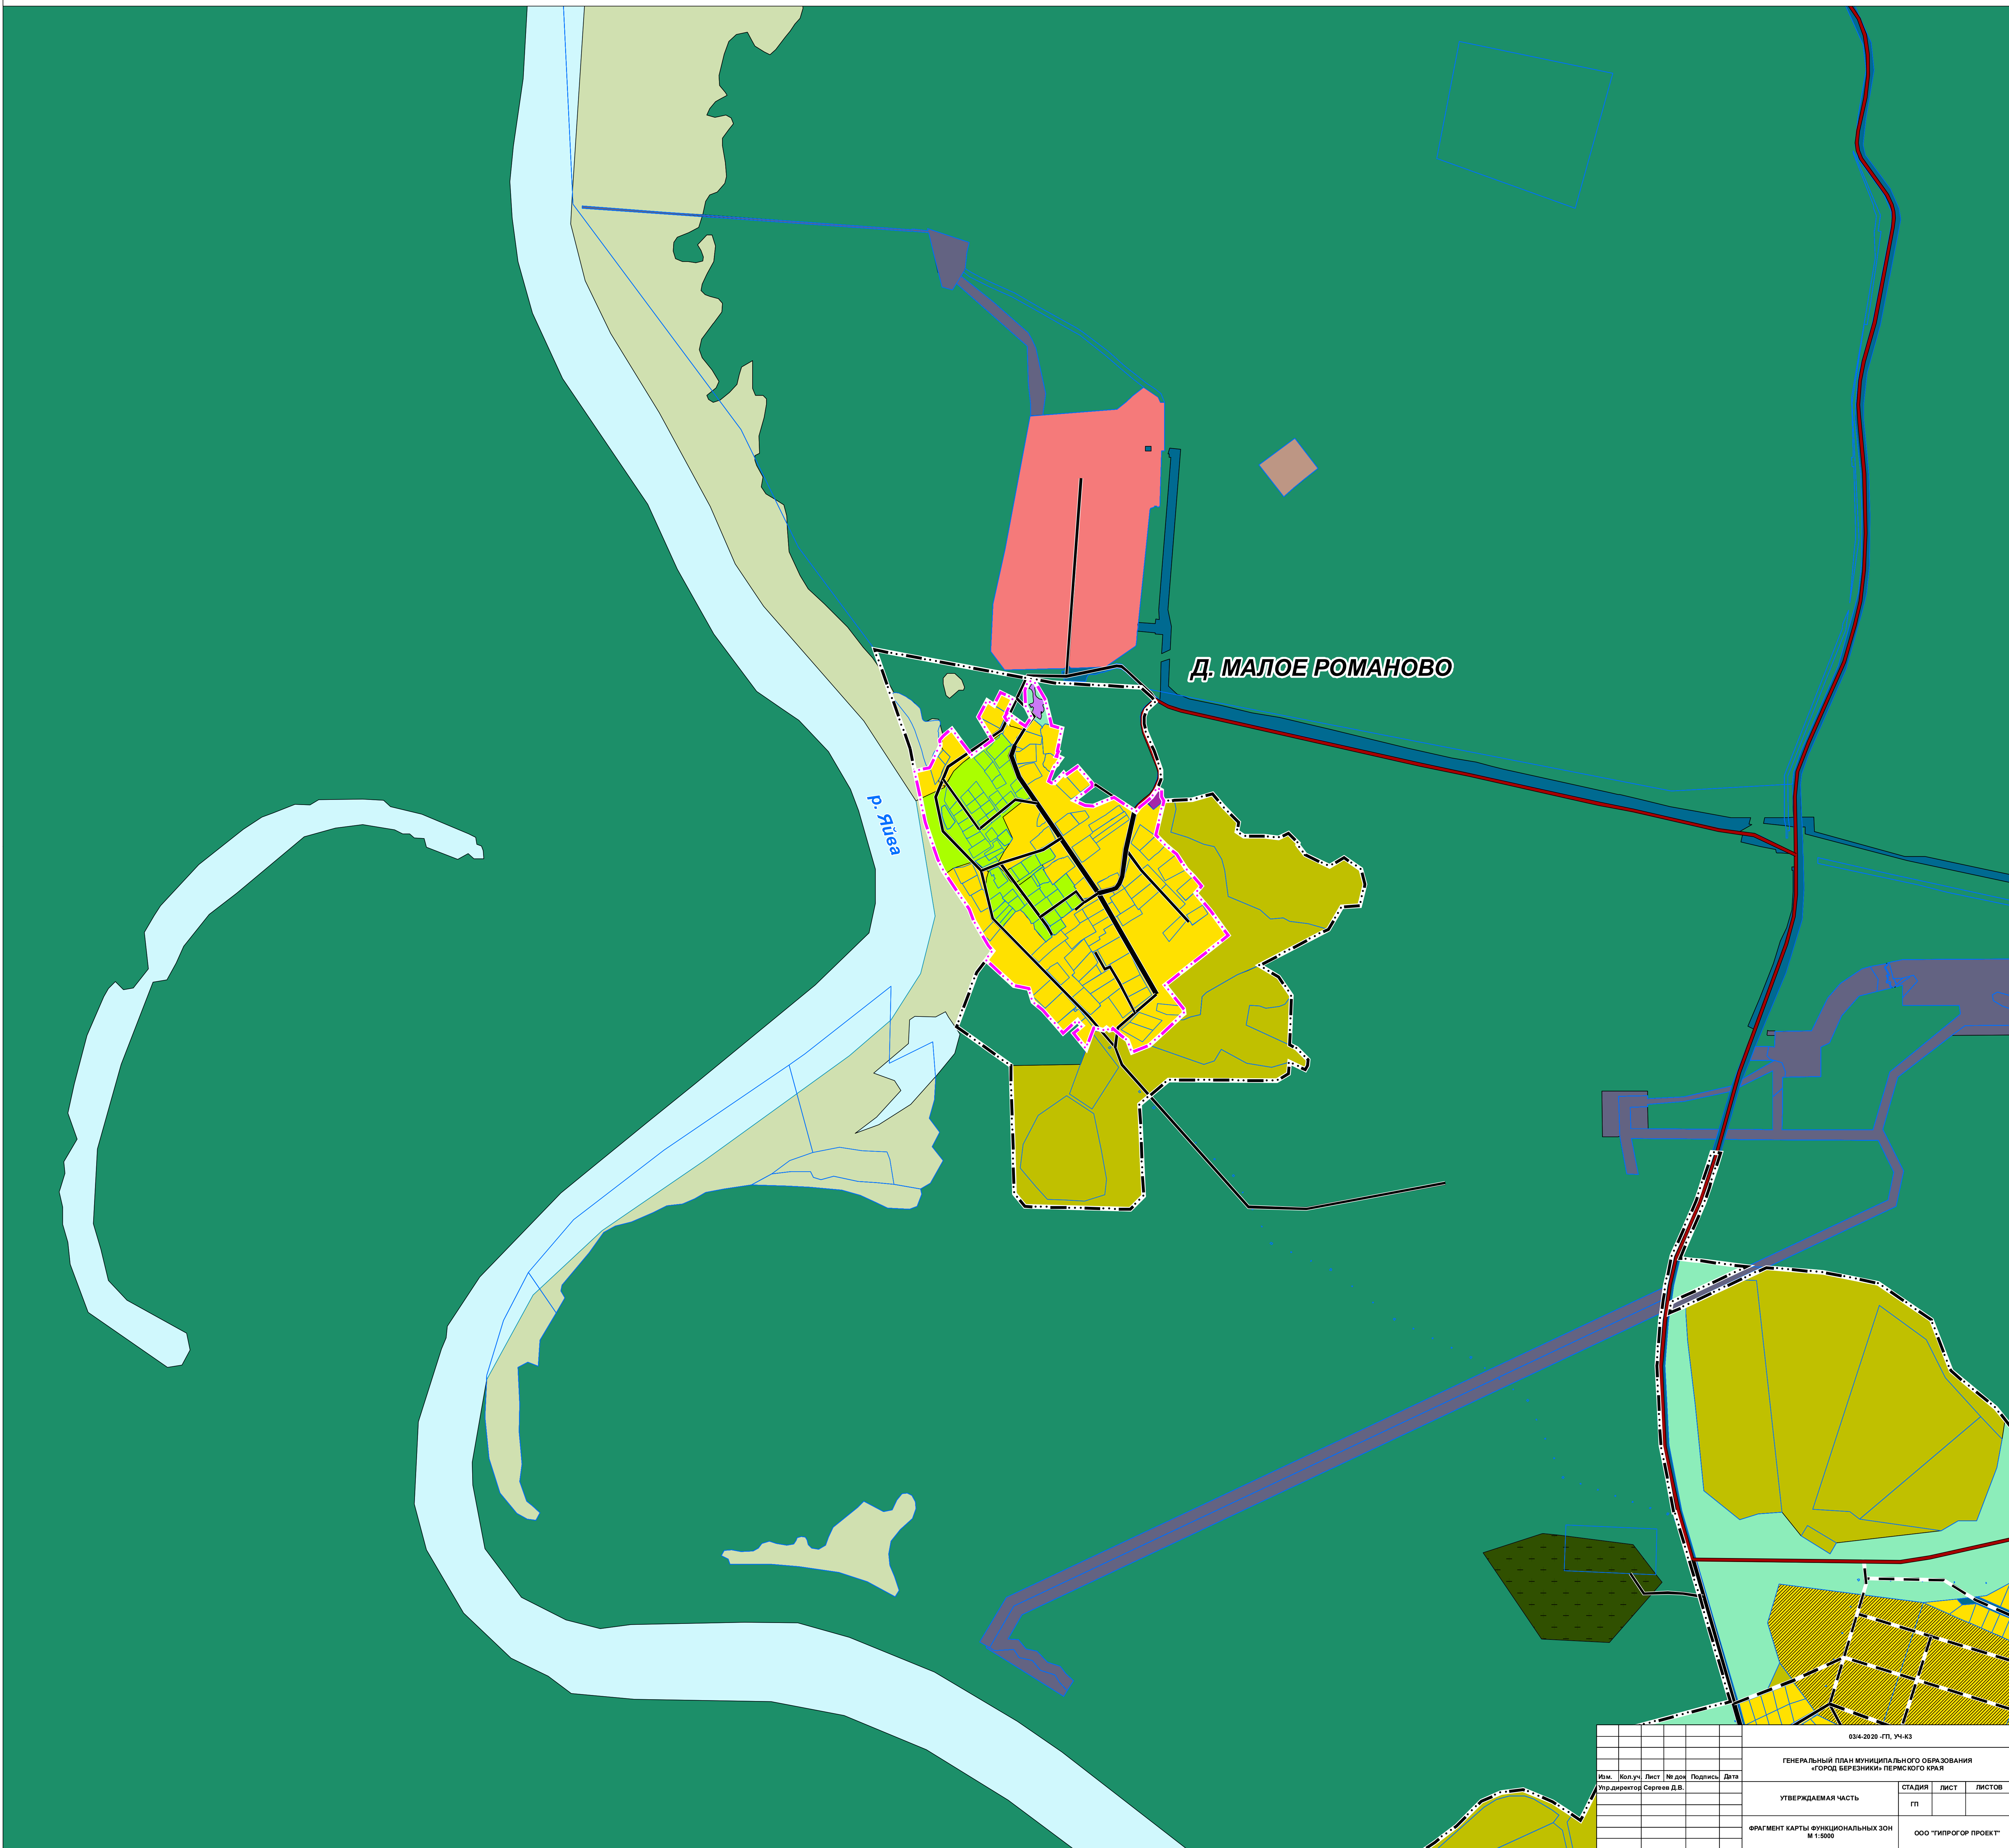 Д. МАЛОЕ РОМАНОВО
р. Яйва
03/4-2020 -ГП, УЧ-КЗ
ГЕНЕРАЛЬНЫЙ ПЛАН МУНИЦИПАЛЬНОГО ОБРАЗОВАНИЯ
«ГОРОД БЕРЕЗНИКИ» ПЕРМСКОГО КРАЯ
Изм. Кол.уч Лист № док Подпись Дата
Упр.директор Сергеев Д.В.
УТВЕРЖДАЕМАЯ ЧАСТЬ
СТАДИЯ ЛИСТ ЛИСТОВ
ГП
ФРАГМЕНТ КАРТЫ ФУНКЦИОНАЛЬНЫХ ЗОН
М 1:5000
ООО "ГИПРОГОР ПРОЕКТ"